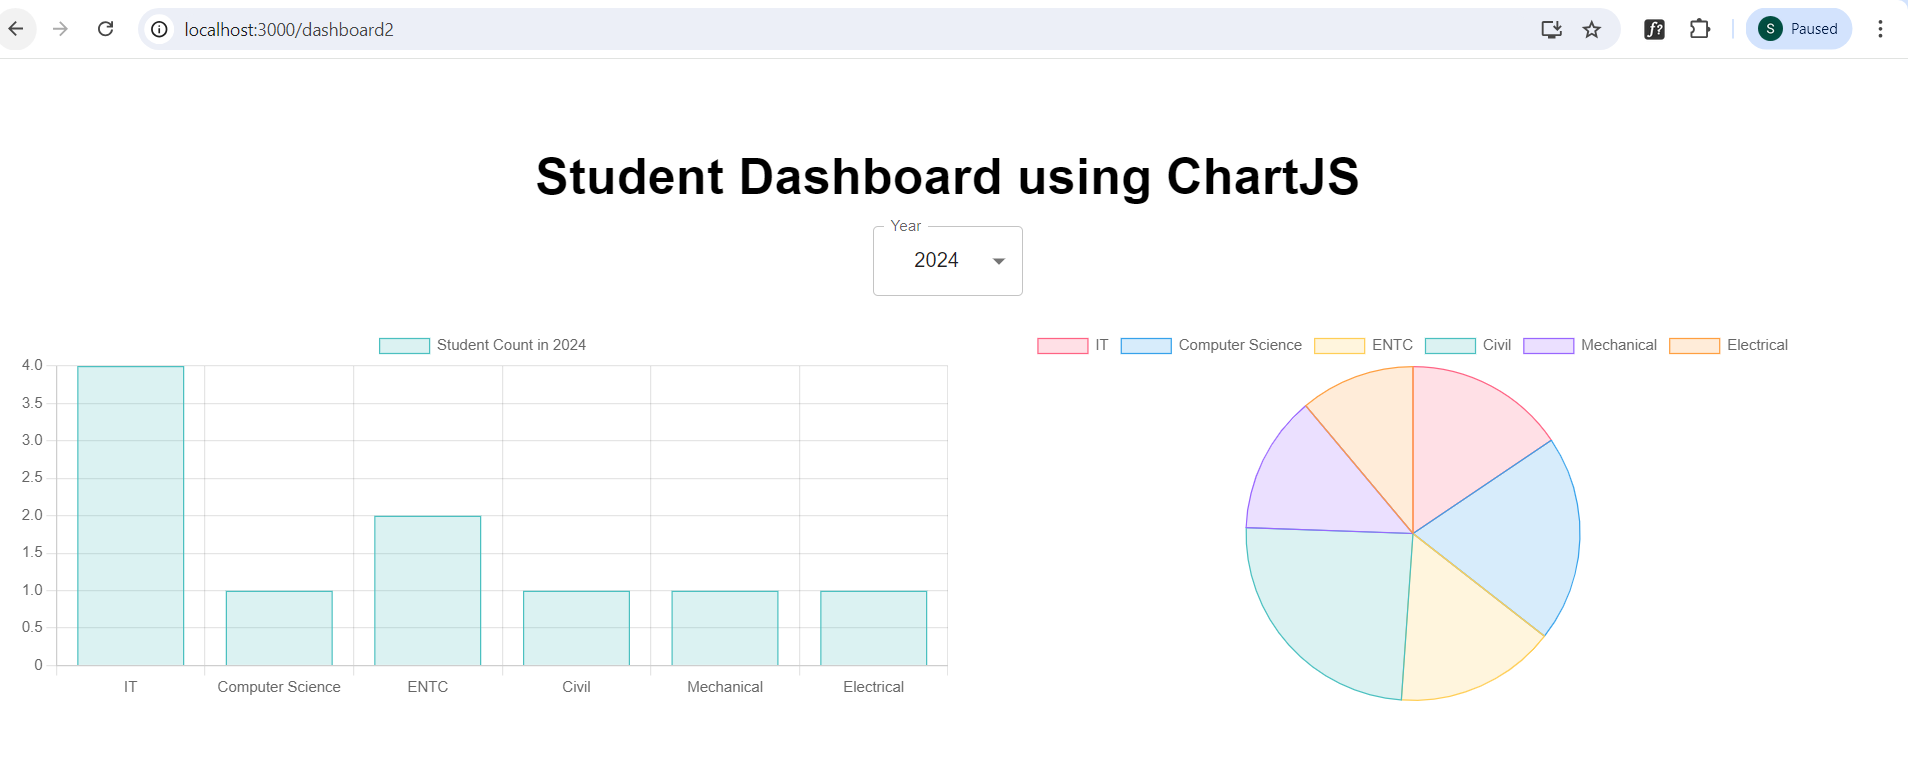 localhost:3000/dashboard2
S Paused
Student Dashboard using ChartJS
Year
2024
Student Count in 2024
4.0
3.5
3.0
2.5
2.0
1.5
1.0
0.5
0
IT Computer Science ENTC Civil Mechanical Electrical
IT Computer Science ENTC Civil Mechanical Electrical